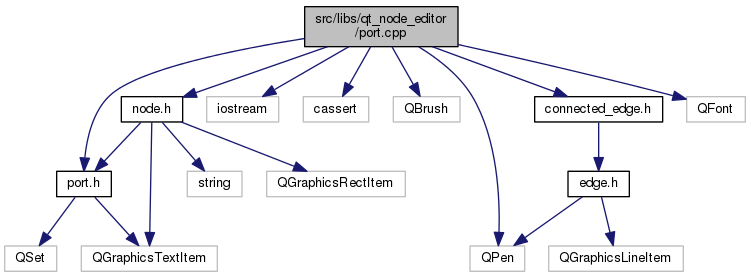 src/libs/qt_node_editor
/port.cpp
node.h
iostream
cassert
QBrush
connected_edge.h
QFont
port.h
string
QGraphicsRectItem
edge.h
QSet
QGraphicsTextItem
QPen
QGraphicsLineItem